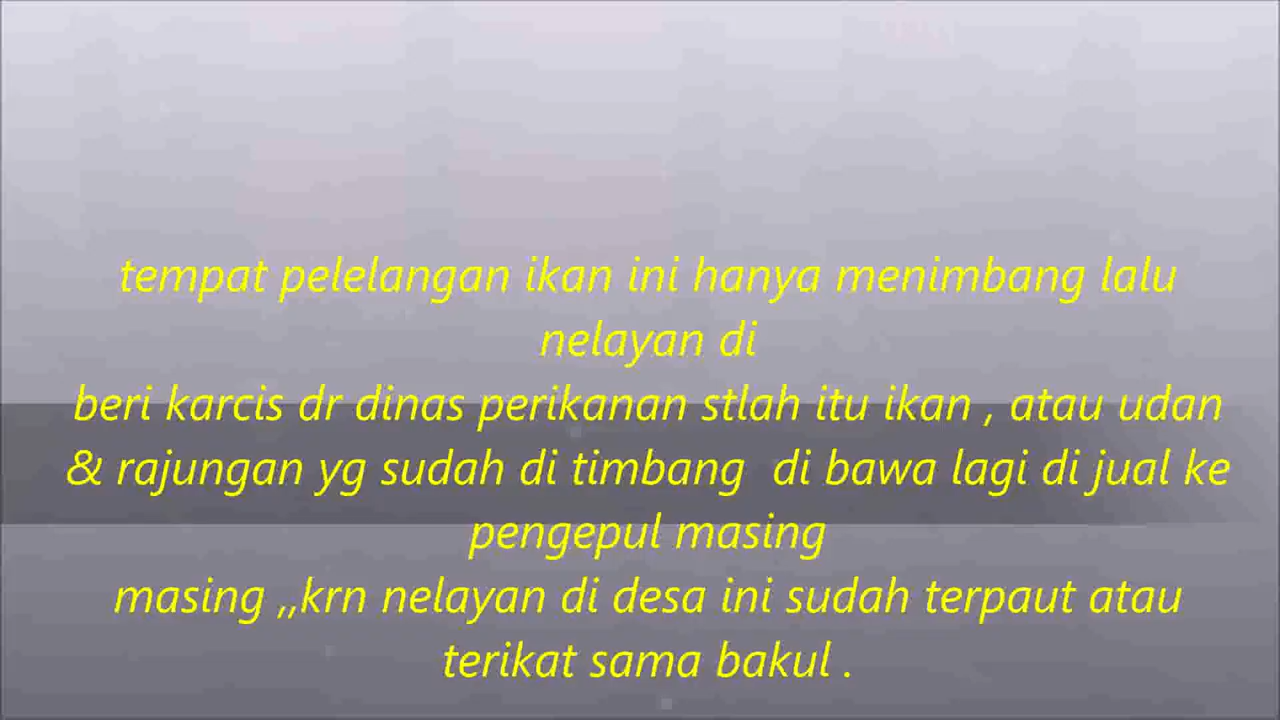 tempat pelelangan ikan ini hanya menimbang lalu
nelayan di
beri karcis dr dinas perikanan stlah itu ikan , atau udan
& rajungan yg sudah di timbang  di bawa lagi di jual ke
pengepul masing
masing ,,krn nelayan di desa ini sudah terpaut atau
terikat sama bakul .